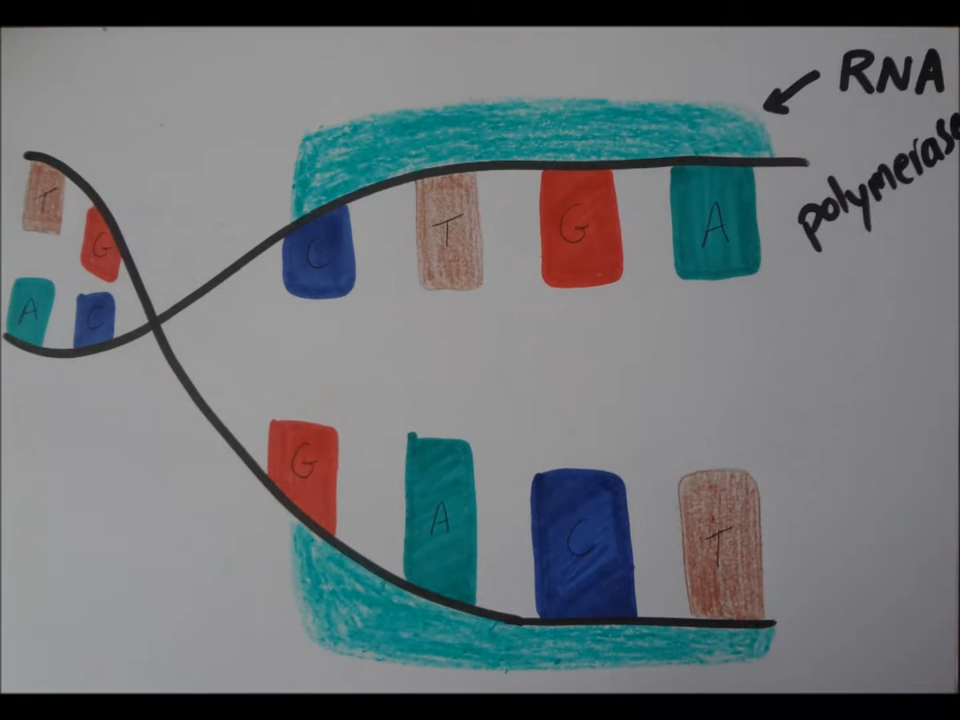 RNA
polymerase
T G
A C
C T G A
G A C T